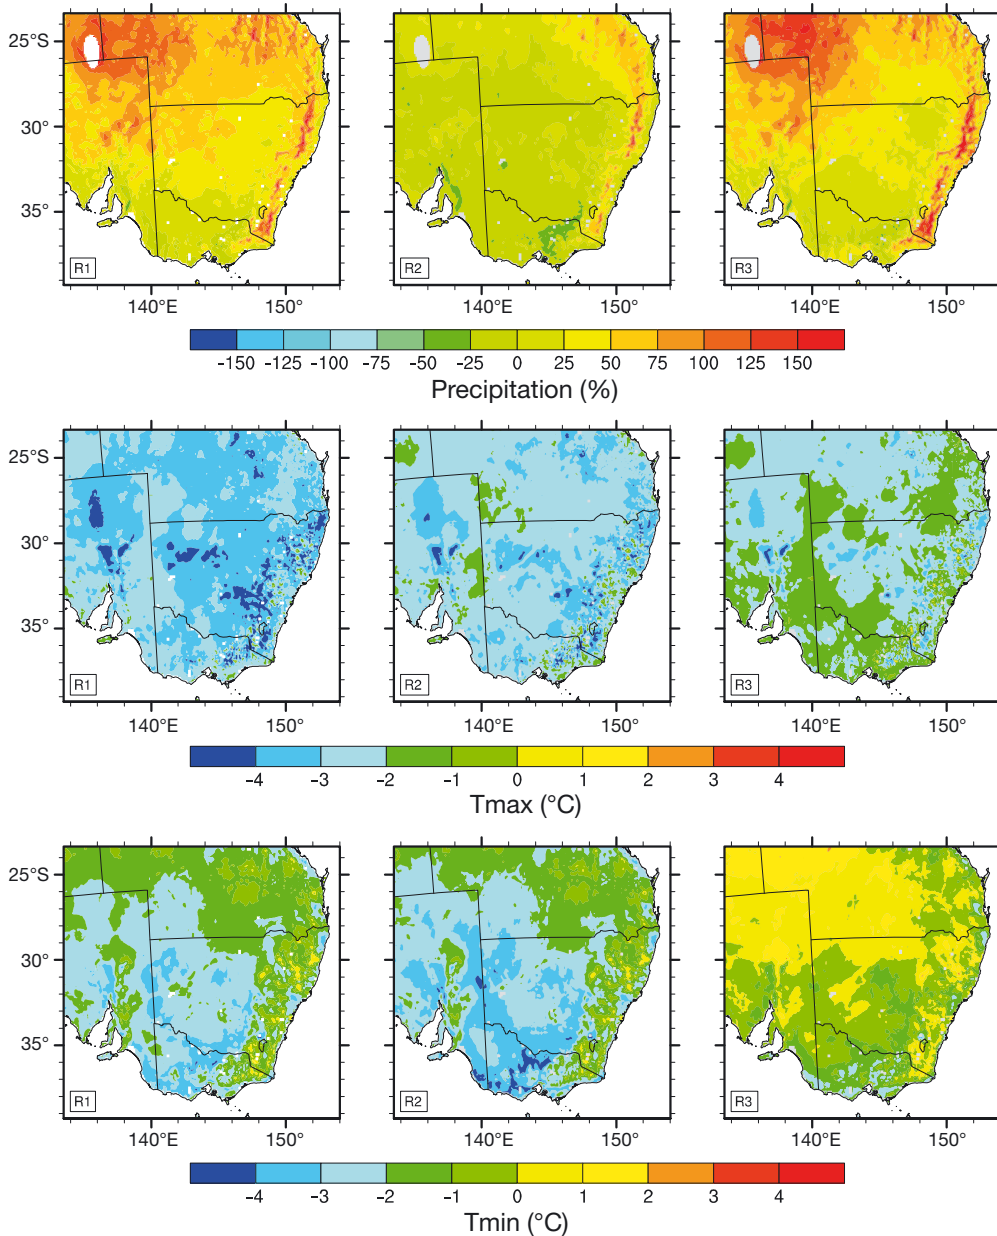 25°S
30°
35°
R1
R2
R3
140°E 150° 140°E 150° 140°E 150°
-150 -125 -100 -75 -50 -25 0 25 50 75 100 125 150
Precipitation (%)
25°S
30°
35°
R1
R2
R3
140°E 150° 140°E 150° 140°E 150°
-4 -3 -2 -1 0 1 2 3 4
Tmax (°C)
25°S
30°
35°
R1
R2
R3
140°E 150° 140°E 150° 140°E 150°
-4 -3 -2 -1 0 1 2 3 4
Tmin (°C)